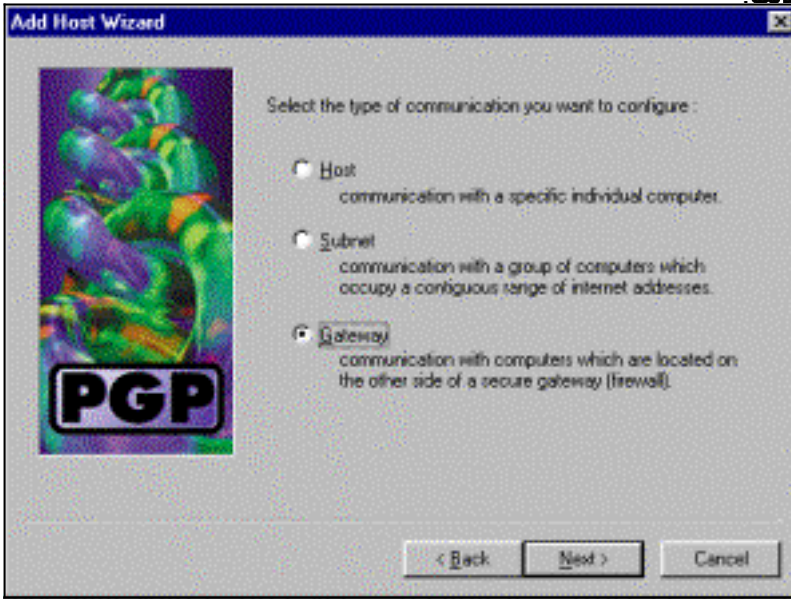 Add Host Wizard
Select the type of communication you want to configure :
Host
communication with a specific individual computer.
Subnet
communication with a group of computers which
occupy a contiguous range of internet addresses.
Gateway
communication with computers which are located on
the other side of a secure gateway (firewall).
PGP
< Back
Next >
Cancel